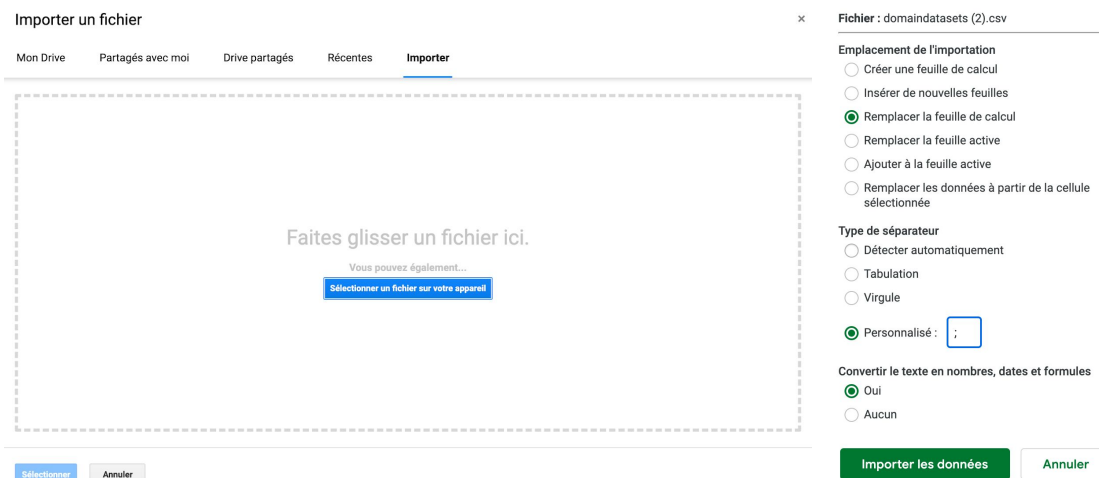 Importer un fichier
×
Mon Drive
Partagés avec moi
Drive partagés
Récentes
Importer
Faites glisser un fichier ici.
Vous pouvez également...
Sélectionner un fichier sur votre appareil
Sélectionner
Annuler
Fichier : domaindatasets (2).csv
Emplacement de l'importation
Créer une feuille de calcul
Insérer de nouvelles feuilles
Remplacer la feuille de calcul
Remplacer la feuille active
Ajouter à la feuille active
Remplacer les données à partir de la cellule
sélectionnée
Type de séparateur
Détecter automatiquement
Tabulation
Virgule
Personnalisé : ;
Convertir le texte en nombres, dates et formules
Oui
Aucun
Importer les données
Annuler